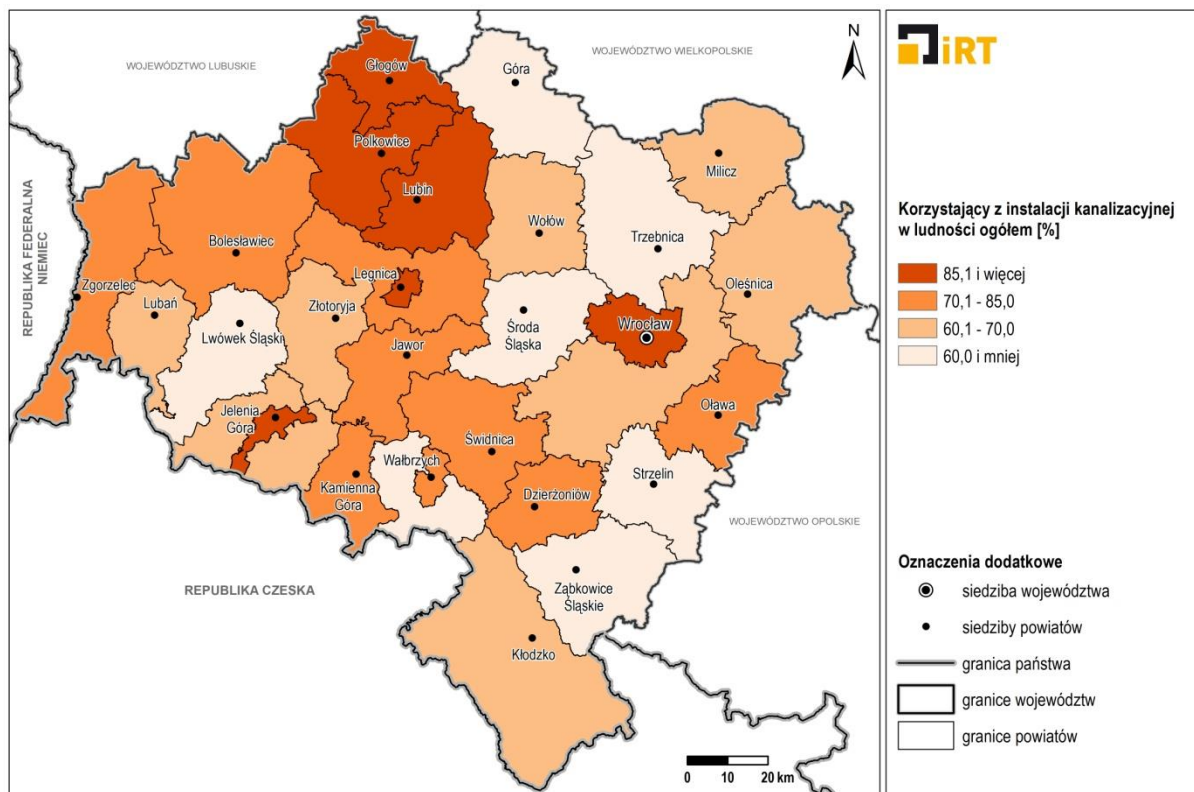 WOJEWÓDZTWO LUBUSKIE
WOJEWÓDZTWO WIELKOPOLSKIE
N
Głogów
Góra
Polkowice
Lubin
Milicz
Wołów
Trzebnica
REPUBLIKA FEDERALNA
NIEMIEC
Bolesławiec
Zgorzelec
Lubań
Legnica
Złotoryja
Lwówek Śląski
Środa
Śląska
Wrocław
Oleśnica
Jawor
Jelenia
Góra
Oława
Świdnica
Wałbrzych
Kamienna
Góra
Strzelin
Dzierżoniów
WOJEWÓDZTWO OPOLSKIE
REPUBLIKA CZESKA
Ząbkowice
Śląskie
Kłodzko
0 10 20 km
iRT
Korzystający z instalacji kanalizacyjnej
w ludności ogółem [%]
85,1 i więcej
70,1 - 85,0
60,1 - 70,0
60,0 i mniej
Oznaczenia dodatkowe
siedziba województwa
siedziby powiatów
granica państwa
granice województw
granice powiatów